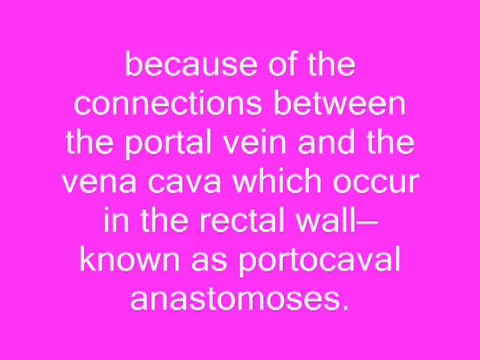 because of the
connections between
the portal vein and the
vena cava which occur
in the rectal wall—
known as portocaval
anastomoses.